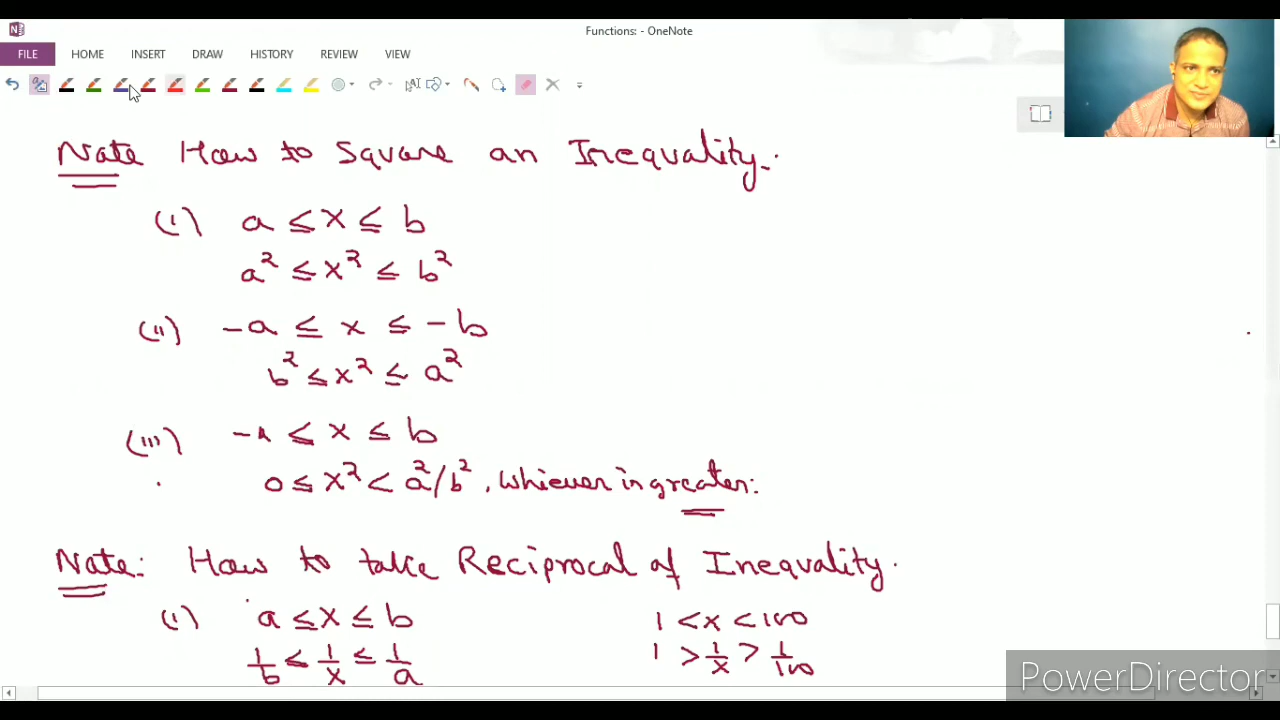 Functions: - OneNote
FILE HOME INSERT DRAW HISTORY REVIEW VIEW
Note How to Square an Inequality.
(i) a ≤ x ≤ b
a² ≤ x² ≤ b²
(ii) -a ≤ x ≤ -b
b² ≤ x² ≤ a²
(iii) -a ≤ x ≤ b
0 ≤ x² < a²/b², whiever is greater:
Note: How to take Reciprocal of Inequality.
(i) a ≤ x ≤ b 1 < x < 100
1/b ≤ 1/x ≤ 1/a 1 > 1/x > 1/100
PowerDirector